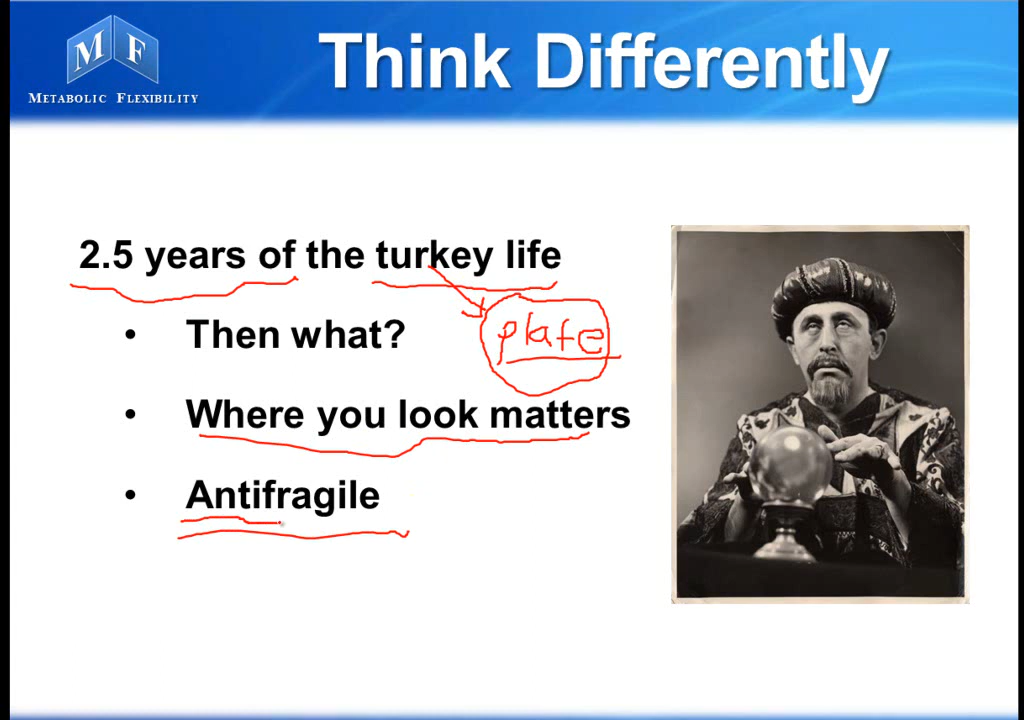 M F
METABOLIC FLEXIBILITY
Think Differently
2.5 years of the turkey life
• Then what?
plate
• Where you look matters
• Antifragile